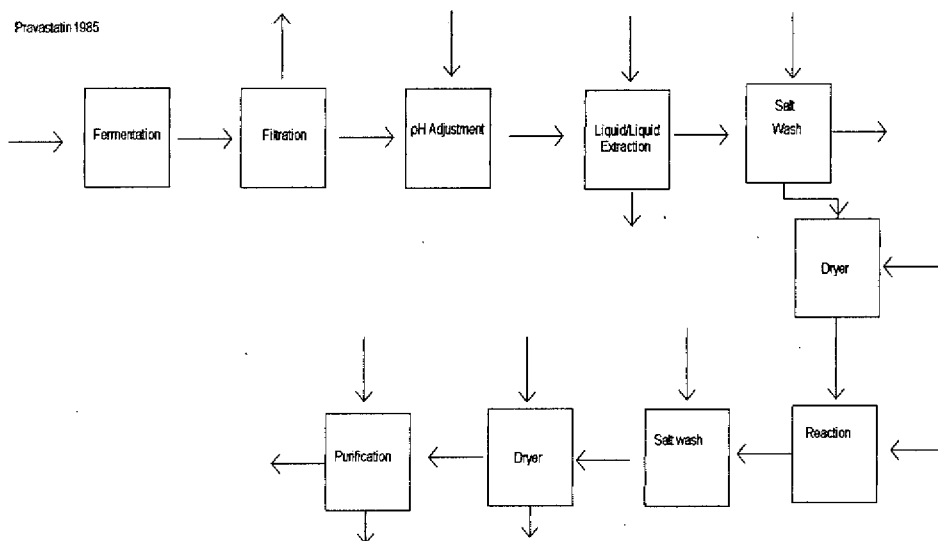 Pravastatin 1985
Fermentation
Filtration
pH Adjustment
Liquid/Liquid
Extraction
Salt
Wash
Dryer
Reaction
Salt wash
Dryer
Purification